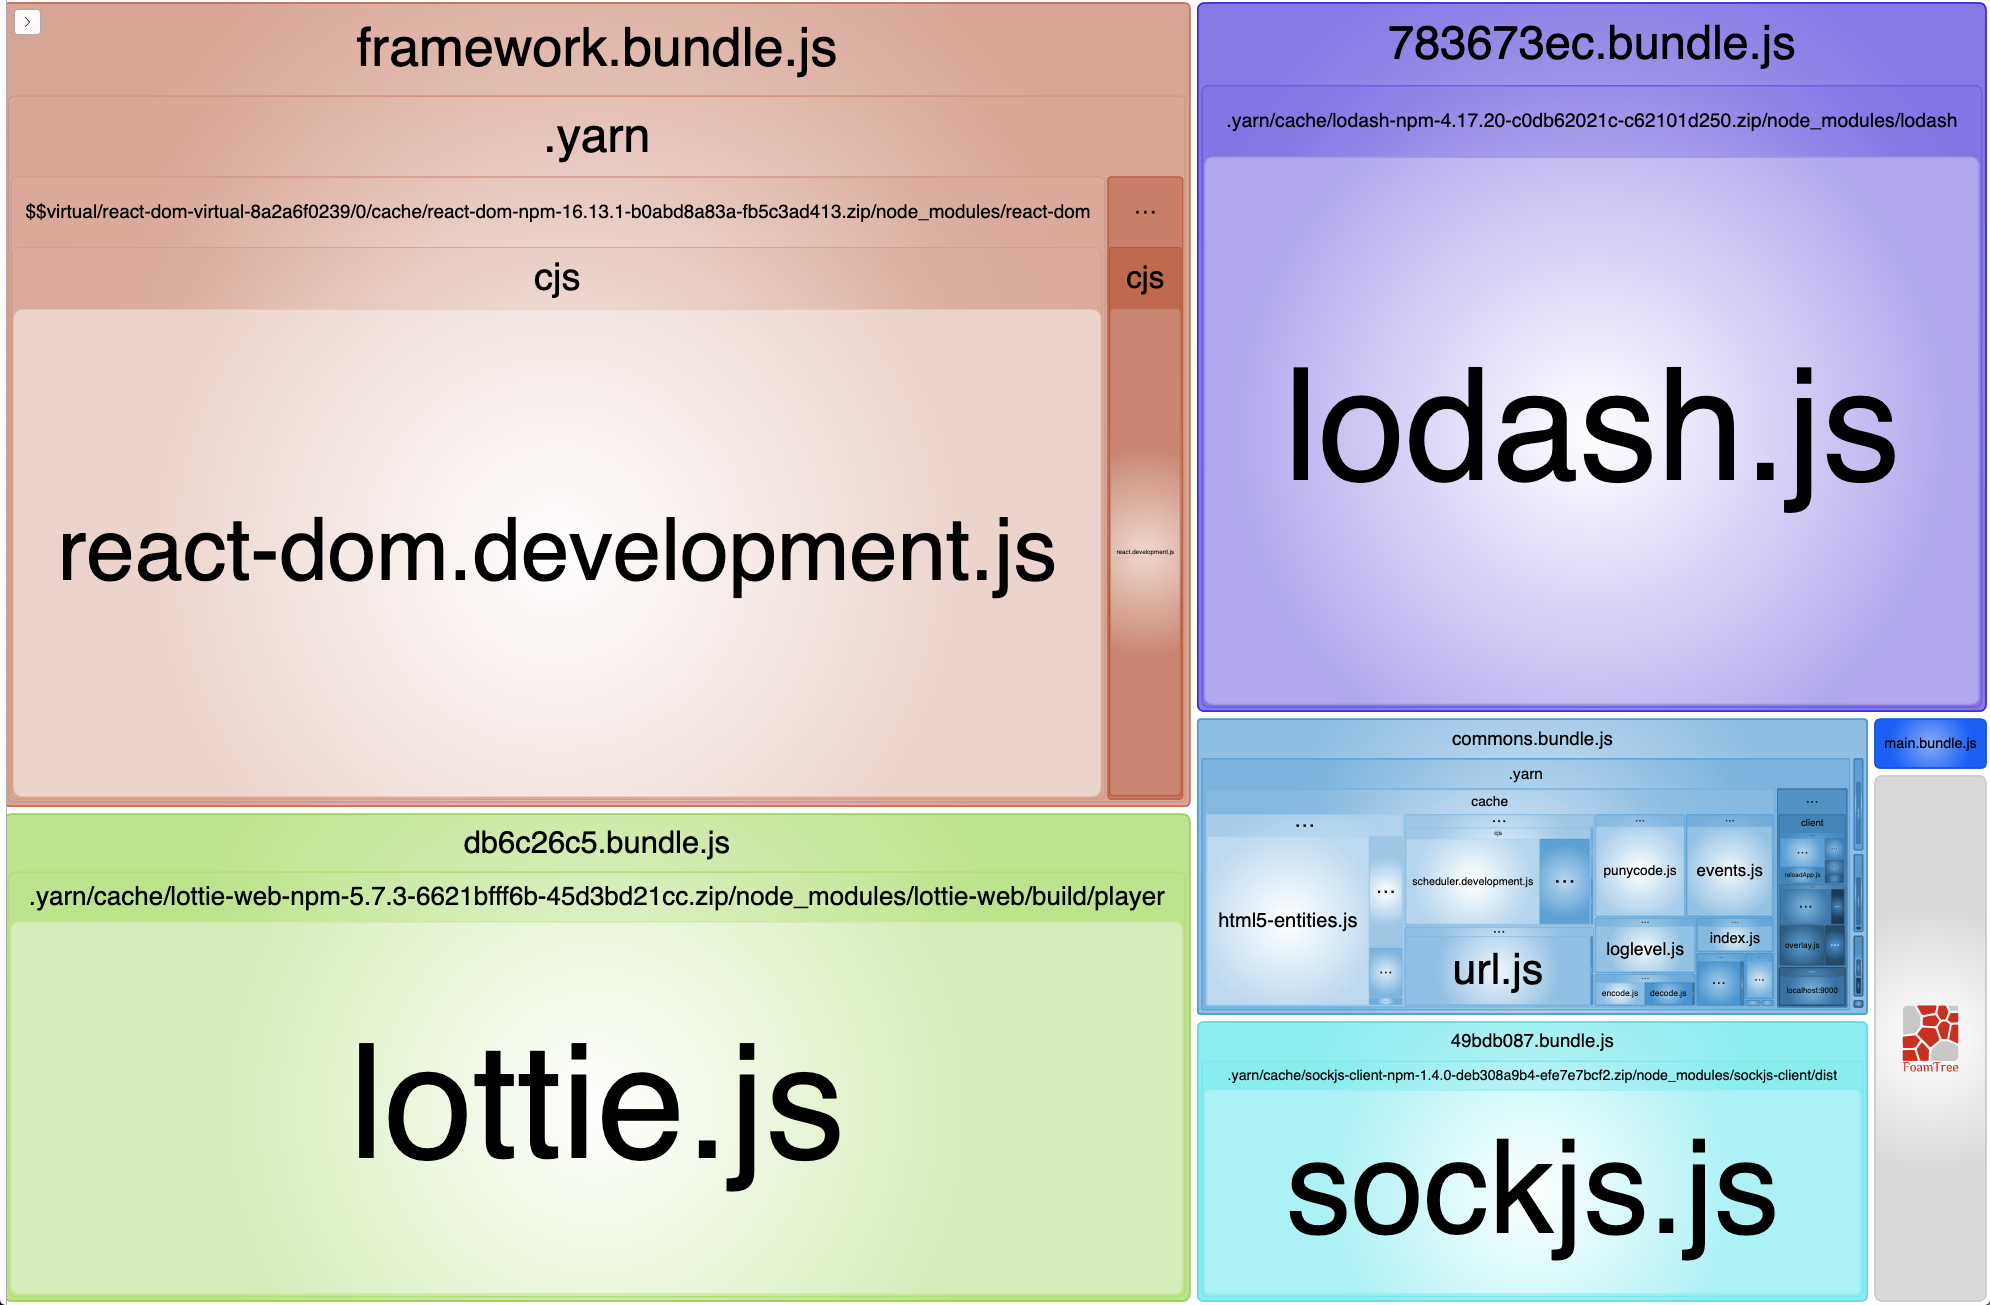 framework.bundle.js
.yarn
$$virtual/react-dom-virtual-8a2a6f0239/0/cache/react-dom-npm-16.13.1-b0abd8a83a-fb5c3ad413.zip/node_modules/react-dom
...
cjs
cjs
react-dom.development.js
react.development.js
783673ec.bundle.js
.yarn/cache/lodash-npm-4.17.20-c0db62021c-c62101d250.zip/node_modules/lodash
lodash.js
db6c26c5.bundle.js
.yarn/cache/lottie-web-npm-5.7.3-6621bfff6b-45d3bd21cc.zip/node_modules/lottie-web/build/player
lottie.js
commons.bundle.js
.yarn
cache
...
html5-entities.js
...
...
...
cjs
scheduler.development.js
...
...
url.js
...
punycode.js
...
events.js
...
loglevel.js
...
index.js
...
encode.js
decode.js
...
...
...
client
...
...
reloadApp.js
...
...
overlay.js
...
...
localhost:9000
main.bundle.js
49bdb087.bundle.js
.yarn/cache/sockjs-client-npm-1.4.0-deb308a9b4-efe7e7bcf2.zip/node_modules/sockjs-client/dist
sockjs.js
FoamTree